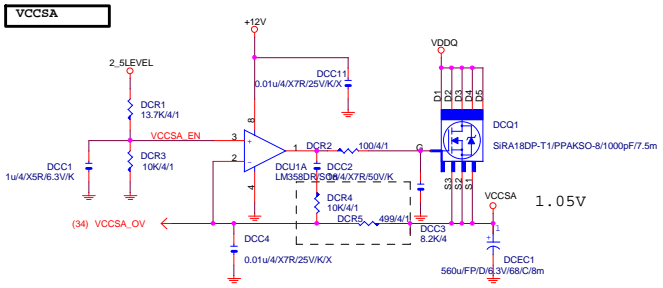 VCCSA
+12V
2_5LEVEL
VDDQ
DCC11
0.01u/4/X7R/25V/K/X
D1
D2
D3
D4
D5
DCR1
13.7K/4/1
DCQ1
SiRA18DP-T1/PPAKSO-8/1000pF/7.5m
VCCSA_EN
3
+
8
1
DCR2
100/4/1
G
2
-
4
DCC1
1u/4/X5R/6.3V/K
DCR3
10K/4/1
DCU1A
LM358DR/SO8
DCC2
1n/4/X7R/50V/K
S3
S2
S1
DCR4
10K/4/1
VCCSA
1.05V
(34) VCCSA_OV
DCR5
499/4/1
DCC3
8.2K/4
DCC4
0.01u/4/X7R/25V/K/X
+
1
DCEC1
560u/FP/D/6.3V/68/C/8m